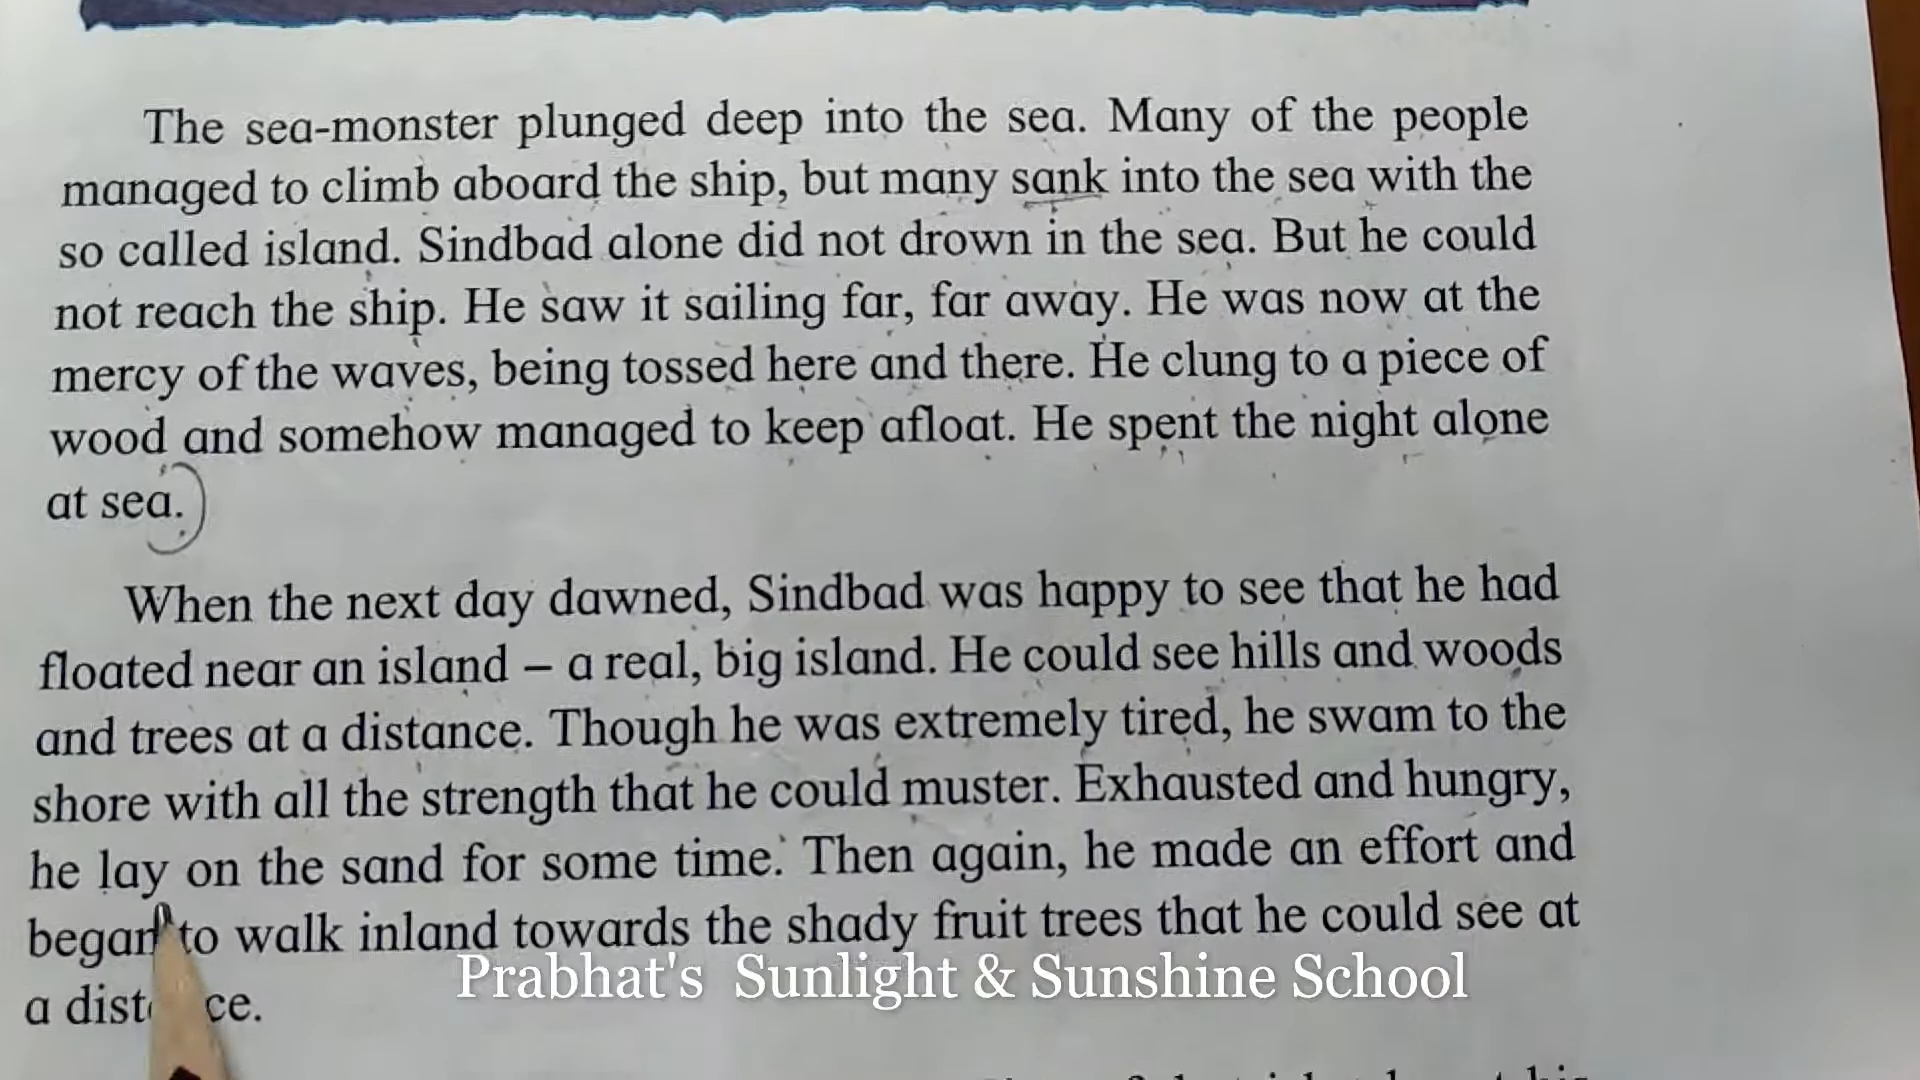 The sea-monster plunged deep into the sea. Many of the people
managed to climb aboard the ship, but many sank into the sea with the
so called island. Sindbad alone did not drown in the sea. But he could
not reach the ship. He saw it sailing far, far away. He was now at the
mercy of the waves, being tossed here and there. He clung to a piece of
wood and somehow managed to keep afloat. He spent the night alone
at sea.
When the next day dawned, Sindbad was happy to see that he had
floated near an island – a real, big island. He could see hills and woods
and trees at a distance. Though he was extremely tired, he swam to the
shore with all the strength that he could muster. Exhausted and hungry,
he lay on the sand for some time. Then again, he made an effort and
began to walk inland towards the shady fruit trees that he could see at
a distance.
Prabhat's Sunlight & Sunshine School